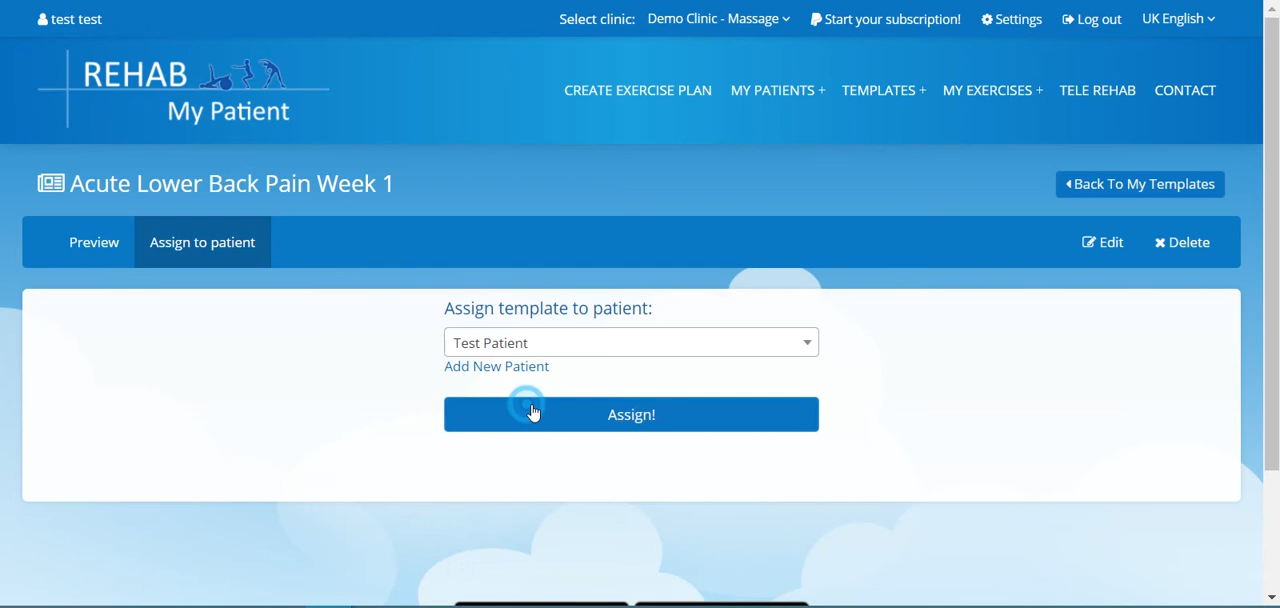 test test
Select clinic: Demo Clinic - Massage Start your subscription! Settings Log out UK English
REHAB
My Patient
CREATE EXERCISE PLAN MY PATIENTS + TEMPLATES + MY EXERCISES + TELE REHAB CONTACT
Acute Lower Back Pain Week 1
Back To My Templates
Preview Assign to patient Edit Delete
Assign template to patient:
Test Patient
Add New Patient
Assign!